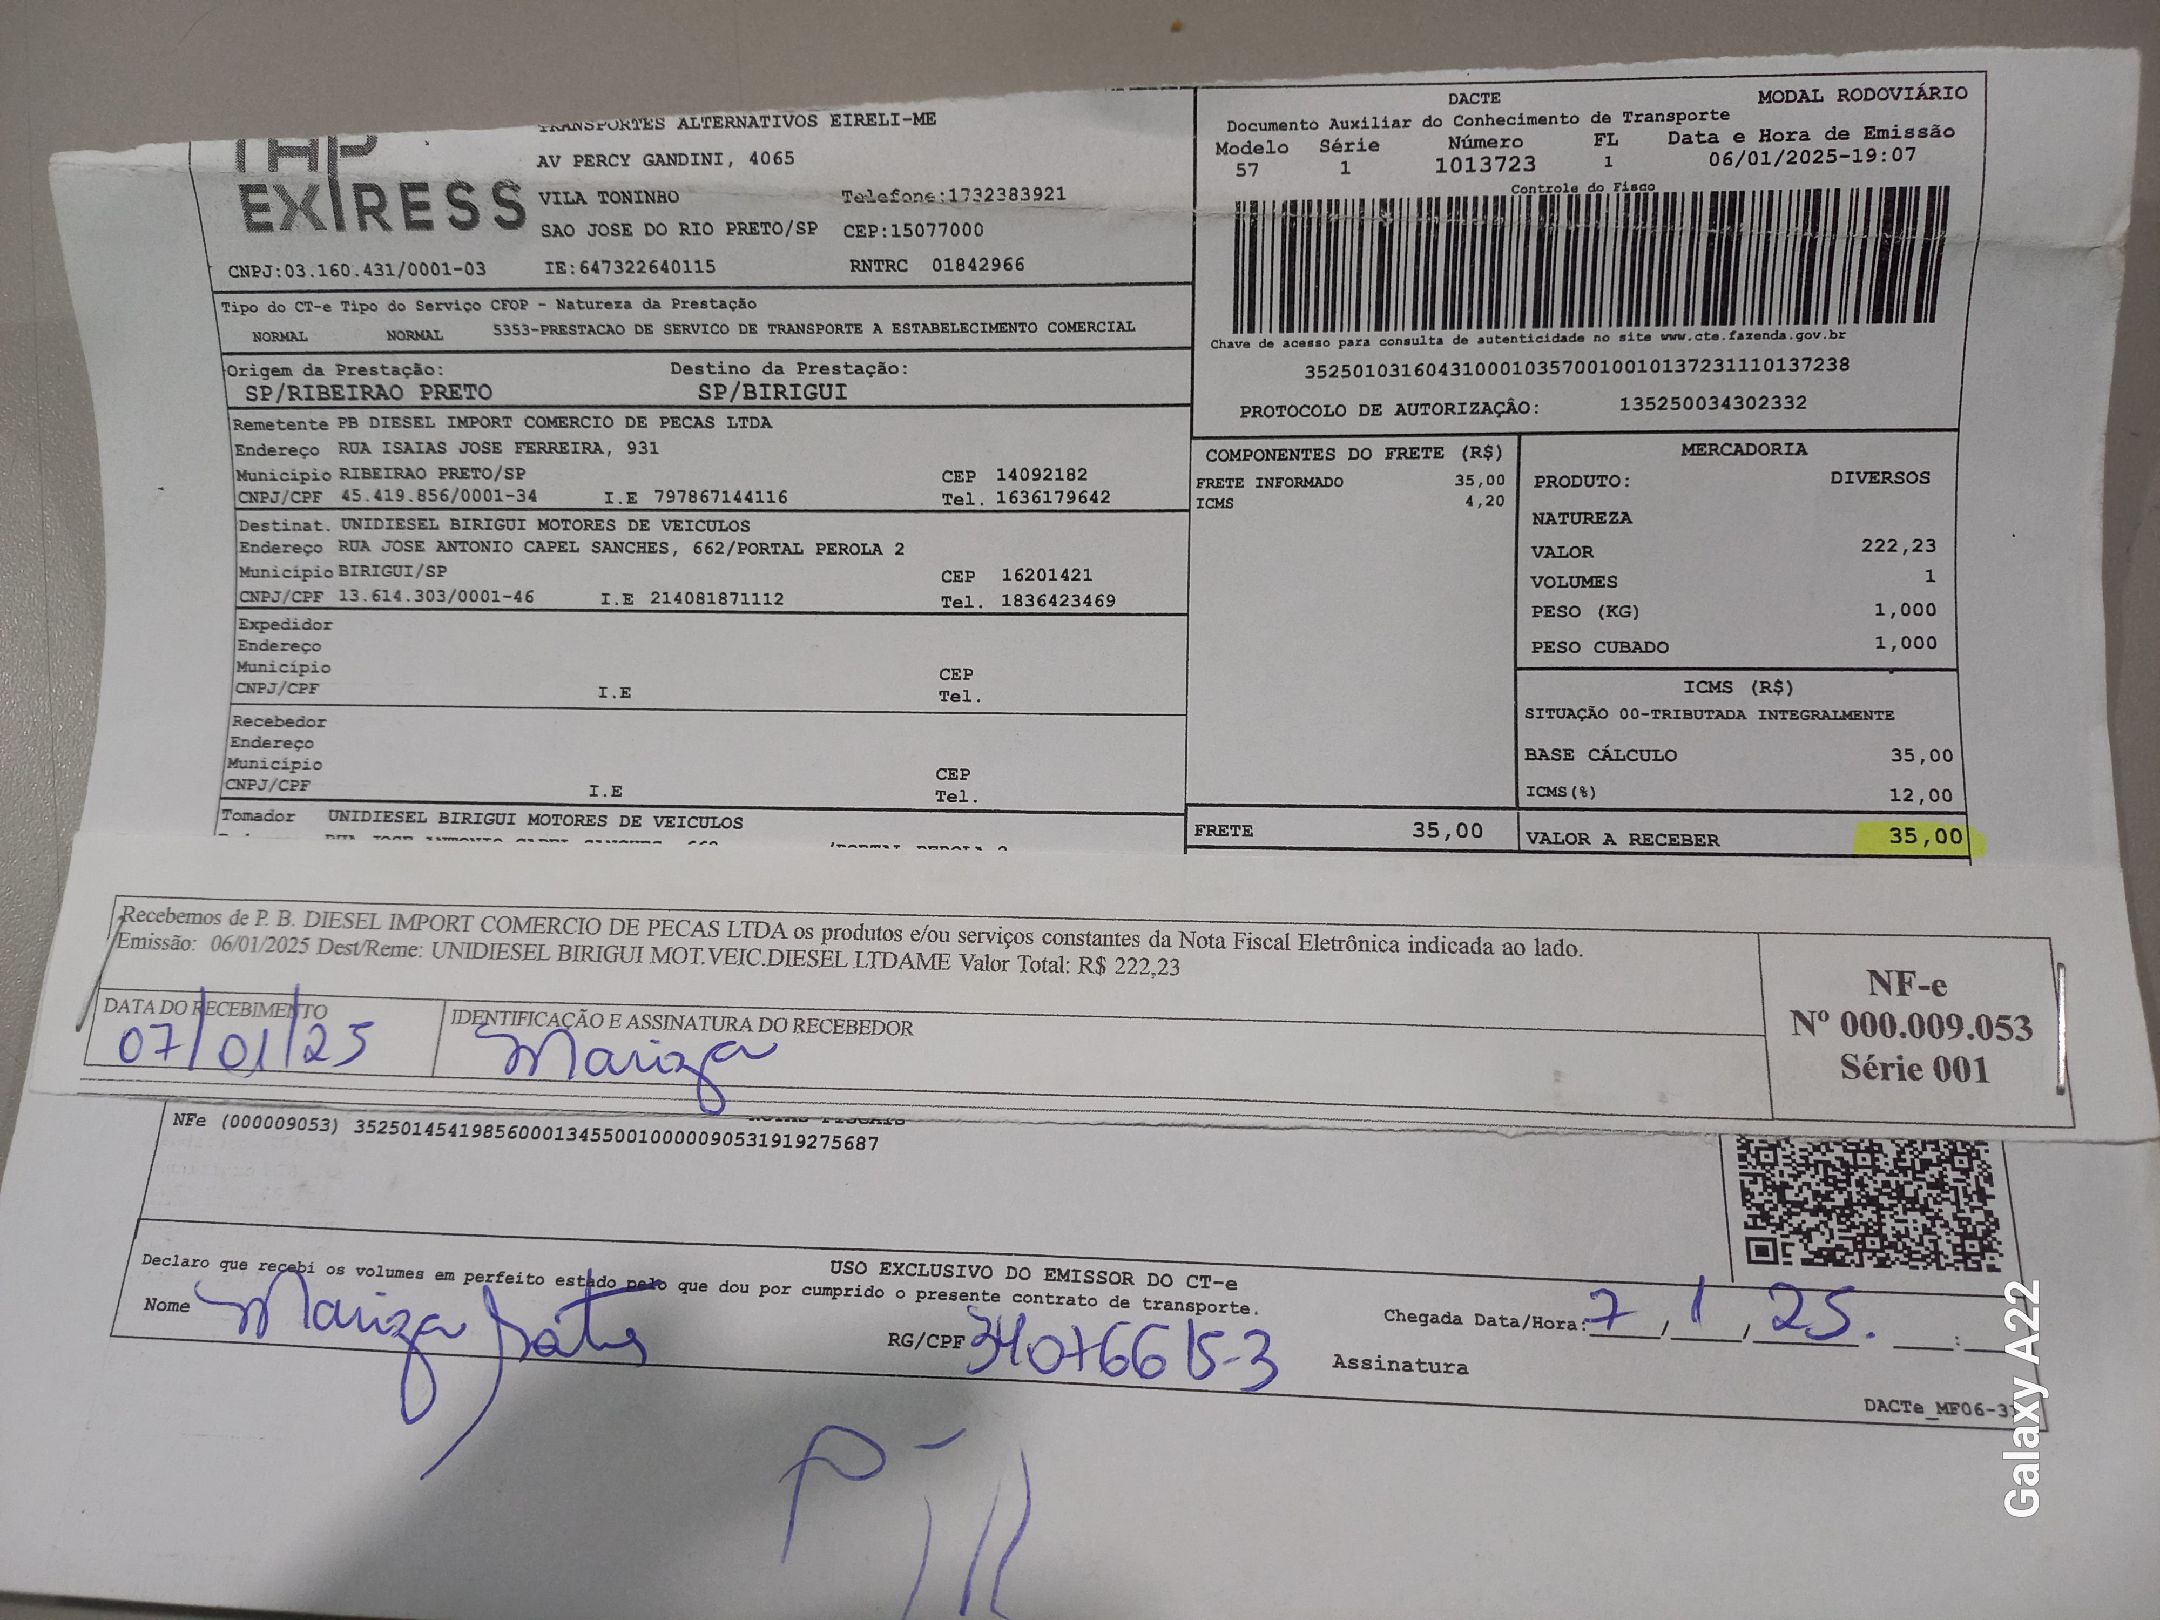 TRANSPORTES ALTERNATIVOS EIRELI-ME
EXPRESS
AV PERCY GANDINI, 4065
VILA TONINHO Telefone:1732383921
SAO JOSE DO RIO PRETO/SP CEP:15077000
CNPJ:03.160.431/0001-03 IE:647322640115 RNTRC 01842966
DACTE MODAL RODOVIÁRIO
Documento Auxiliar do Conhecimento de Transporte
Modelo Série Número FL Data e Hora de Emissão
57 1 1013723 1 06/01/2025-19:07
Controle do Fisco
Chave de acesso para consulta de autenticidade no site www.cte.fazenda.gov.br
35250103160431000103570010010137231110137238
PROTOCOLO DE AUTORIZAÇÂO: 135250034302332
Tipo do CT-e Tipo do Serviço CFOP - Natureza da Prestação
NORMAL NORMAL 5353-PRESTACAO DE SERVICO DE TRANSPORTE A ESTABELECIMENTO COMERCIAL
Origem da Prestação: Destino da Prestação:
SP/RIBEIRAO PRETO SP/BIRIGUI
Remetente PB DIESEL IMPORT COMERCIO DE PECAS LTDA
Endereço RUA ISAIAS JOSE FERREIRA, 931
Município RIBEIRAO PRETO/SP CEP 14092182
CNPJ/CPF 45.419.856/0001-34 I.E 797867144116 Tel. 1636179642
Destinat. UNIDIESEL BIRIGUI MOTORES DE VEICULOS
Endereço RUA JOSE ANTONIO CAPEL SANCHES, 662/PORTAL PEROLA 2
Município BIRIGUI/SP CEP 16201421
CNPJ/CPF 13.614.303/0001-46 I.E 214081871112 Tel. 1836423469
Expedidor
Endereço
Município CEP
CNPJ/CPF I.E Tel.
Recebedor
Endereço
Município CEP
CNPJ/CPF I.E Tel.
Tomador UNIDIESEL BIRIGUI MOTORES DE VEICULOS
COMPONENTES DO FRETE (R$)
FRETE INFORMADO 35,00
ICMS 4,20
FRETE 35,00
MERCADORIA
PRODUTO: DIVERSOS
NATUREZA
VALOR 222,23
VOLUMES 1
PESO (KG) 1,000
PESO CUBADO 1,000
ICMS (R$)
SITUAÇÃO 00-TRIBUTADA INTEGRALMENTE
BASE CÁLCULO 35,00
ICMS(%) 12,00
VALOR A RECEBER 35,00
Recebemos de P. B. DIESEL IMPORT COMERCIO DE PECAS LTDA os produtos e/ou serviços constantes da Nota Fiscal Eletrônica indicada ao lado.
Emissão: 06/01/2025 Dest/Reme: UNIDIESEL BIRIGUI MOT.VEIC.DIESEL LTDAME Valor Total: R$ 222,23
DATA DO RECEBIMENTO IDENTIFICAÇÃO E ASSINATURA DO RECEBEDOR
07/01/25 Mariza
NF-e
Nº 000.009.053
Série 001
NFe (000009053) 35250145419856000134550010000090531919275687
USO EXCLUSIVO DO EMISSOR DO CT-e
Declaro que recebi os volumes em perfeito estado pelo que dou por cumprido o presente contrato de transporte.
Nome Mariza RG/CPF 34076615-3 Chegada Data/Hora: 7, 1, 25. :
Assinatura
DACTe_MF06-3
Galaxy A22